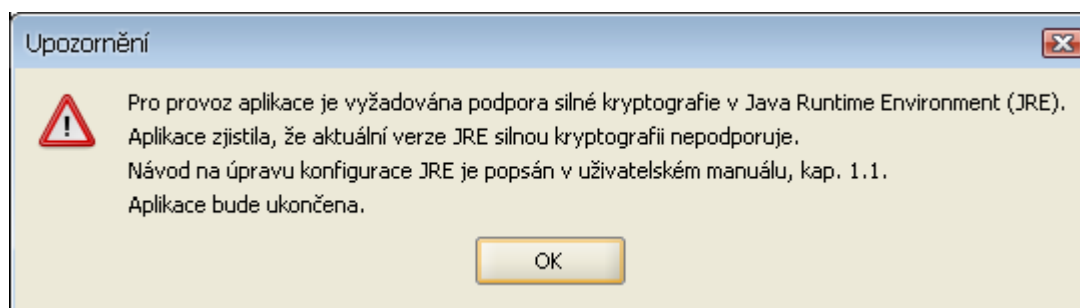 Upozornění
Pro provoz aplikace je vyžadována podpora silné kryptografie v Java Runtime Environment (JRE).
Aplikace zjistila, že aktuální verze JRE silnou kryptografii nepodporuje.
Návod na úpravu konfigurace JRE je popsán v uživatelském manuálu, kap. 1.1.
Aplikace bude ukončena.
OK